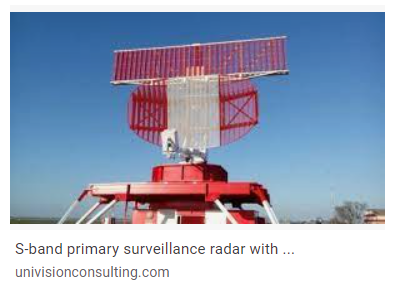 S-band primary surveillance radar with ...
univisionconsulting.com